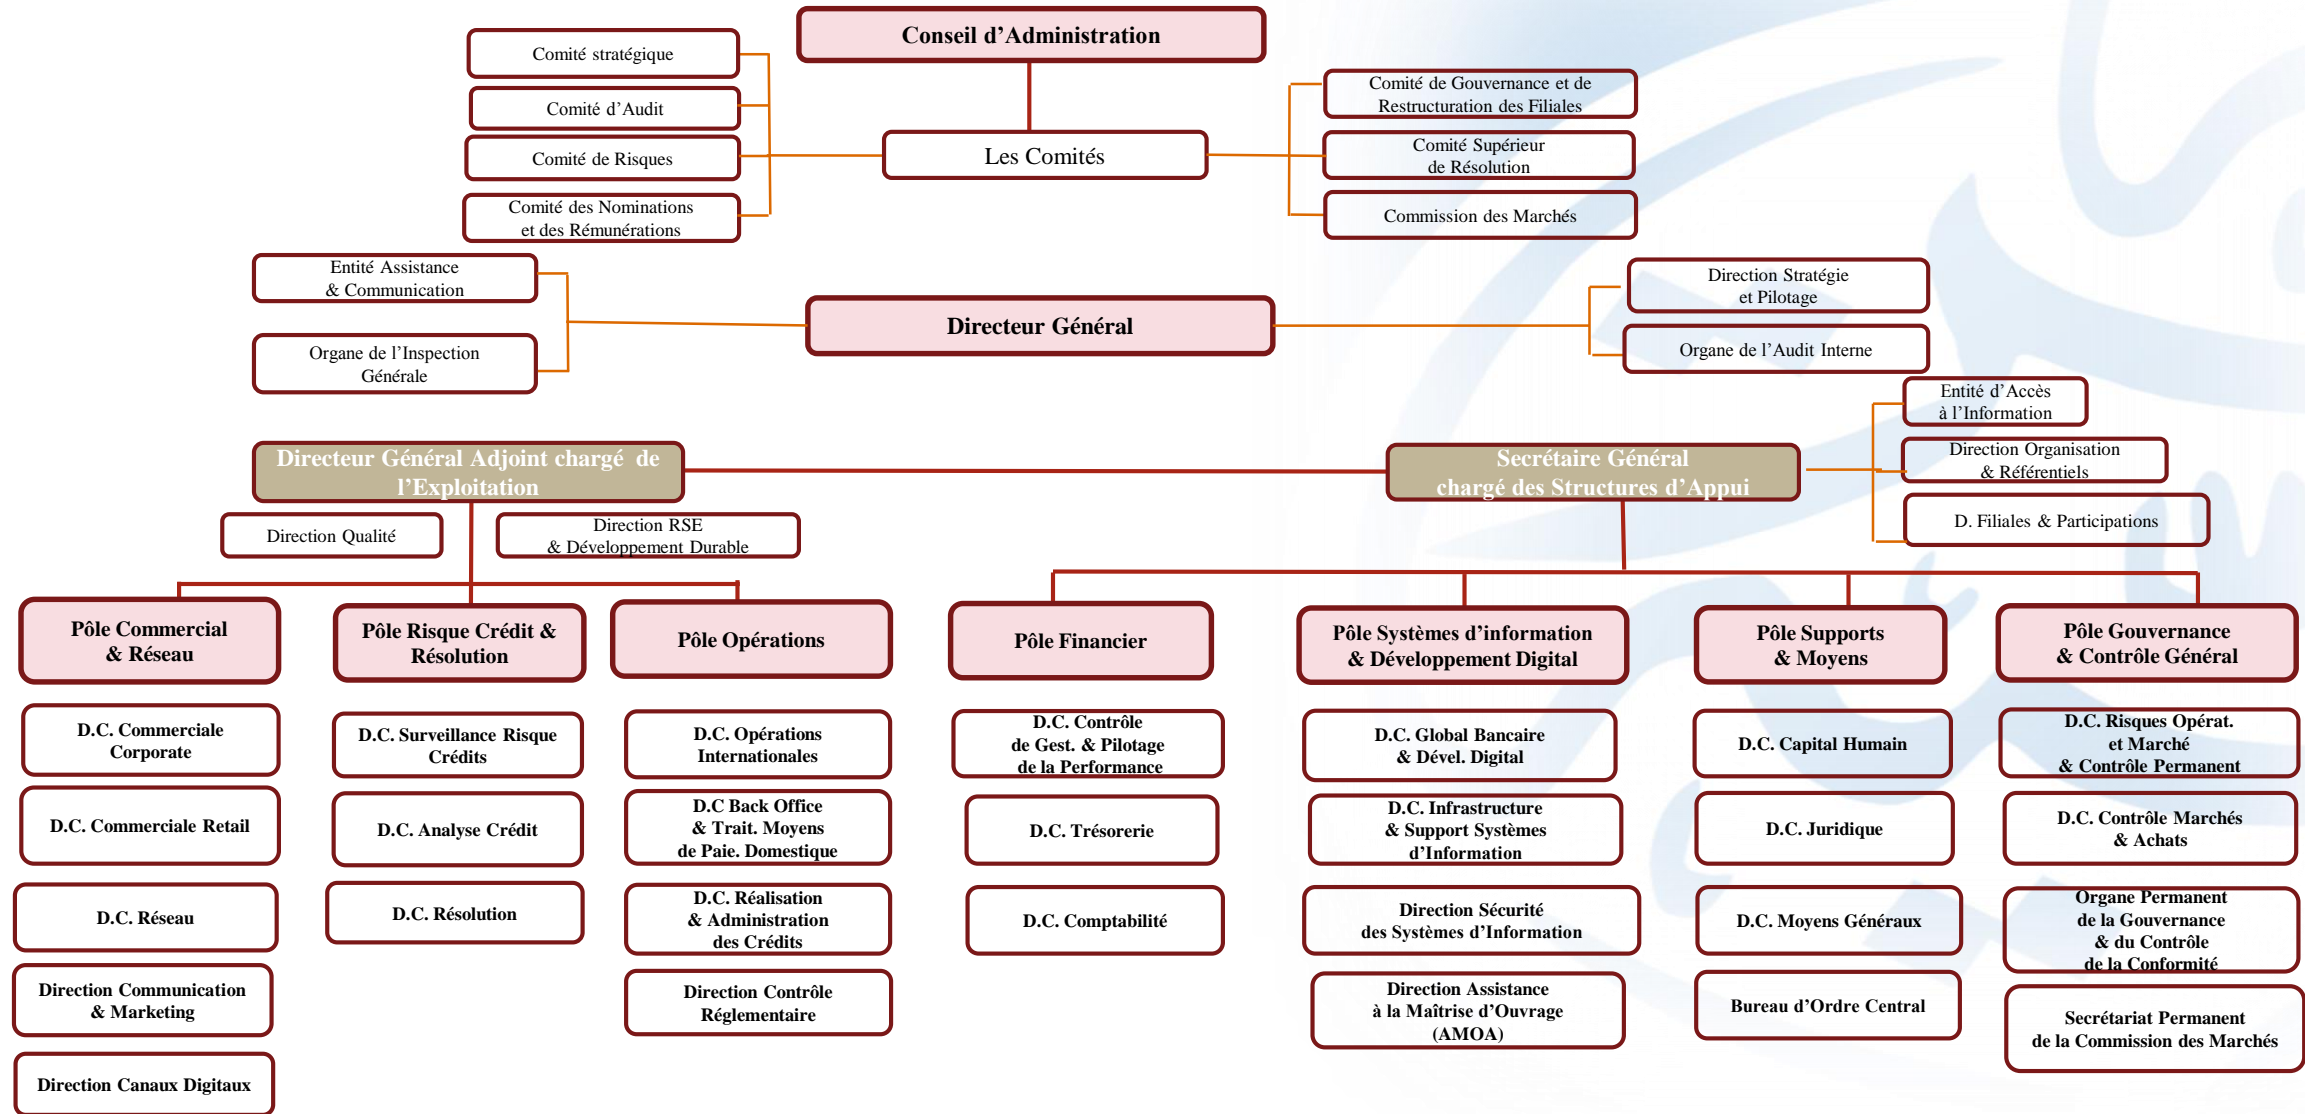 Conseil d’Administration
Comité stratégique
Comité d’Audit
Comité de Risques
Comité des Nominations
et des Rémunérations
Les Comités
Comité de Gouvernance et de
Restructuration des Filiales
Comité Supérieur
de Résolution
Commission des Marchés
Entité Assistance
& Communication
Organe de l’Inspection
Générale
Directeur Général
Direction Stratégie
et Pilotage
Organe de l’Audit Interne
Directeur Général Adjoint chargé de
l’Exploitation
Secrétaire Général
chargé des Structures d’Appui
Entité d’Accès
à l’Information
Direction Organisation
& Référentiels
D. Filiales & Participations
Direction Qualité
Direction RSE
& Développement Durable
Pôle Commercial
& Réseau
D.C. Commerciale
Corporate
D.C. Commerciale Retail
D.C. Réseau
Direction Communication
& Marketing
Direction Canaux Digitaux
Pôle Risque Crédit &
Résolution
D.C. Surveillance Risque
Crédits
D.C. Analyse Crédit
D.C. Résolution
Pôle Opérations
D.C. Opérations
Internationales
D.C Back Office
& Trait. Moyens
de Paie. Domestique
D.C. Réalisation
& Administration
des Crédits
Direction Contrôle
Réglementaire
Pôle Financier
D.C. Contrôle
de Gest. & Pilotage
de la Performance
D.C. Trésorerie
D.C. Comptabilité
Pôle Systèmes d’information
& Développement Digital
D.C. Global Bancaire
& Dével. Digital
D.C. Infrastructure
& Support Systèmes
d’Information
Direction Sécurité
des Systèmes d’Information
Direction Assistance
à la Maîtrise d’Ouvrage
(AMOA)
Pôle Supports
& Moyens
D.C. Capital Humain
D.C. Juridique
D.C. Moyens Généraux
Bureau d’Ordre Central
Pôle Gouvernance
& Contrôle Général
D.C. Risques Opérat.
et Marché
& Contrôle Permanent
D.C. Contrôle Marchés
& Achats
Organe Permanent
de la Gouvernance
& du Contrôle
de la Conformité
Secrétariat Permanent
de la Commission des Marchés